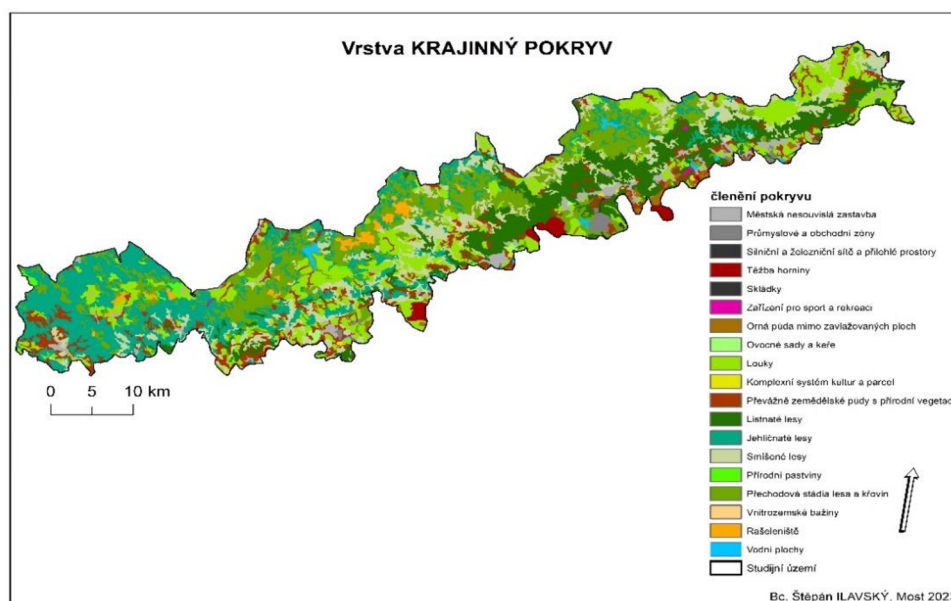 Vrstva KRAJINNÝ POKRYV
členění pokryvu
Městská nesouvislá zástavba
Průmyslové a obchodní zóny
Silniční a železniční sítě a přilehlé prostory
Těžba horniny
Skládky
Zařízení pro sport a rekreaci
Orná půda mimo zavlažovaných ploch
Ovocné sady a keře
Louky
Komplexní systém kultur a parcel
Převážně zemědělské půdy s přírodní vegetac
Listnaté lesy
Jehličnaté lesy
Smíšené lesy
Přírodní pastviny
Přechodová stádia lesa a křovin
Vnitrozemské bažiny
Rašeleniště
Vodní plochy
Studijní území
0 5 10 km
Bc. Štěpán ILAVSKÝ, Most 202